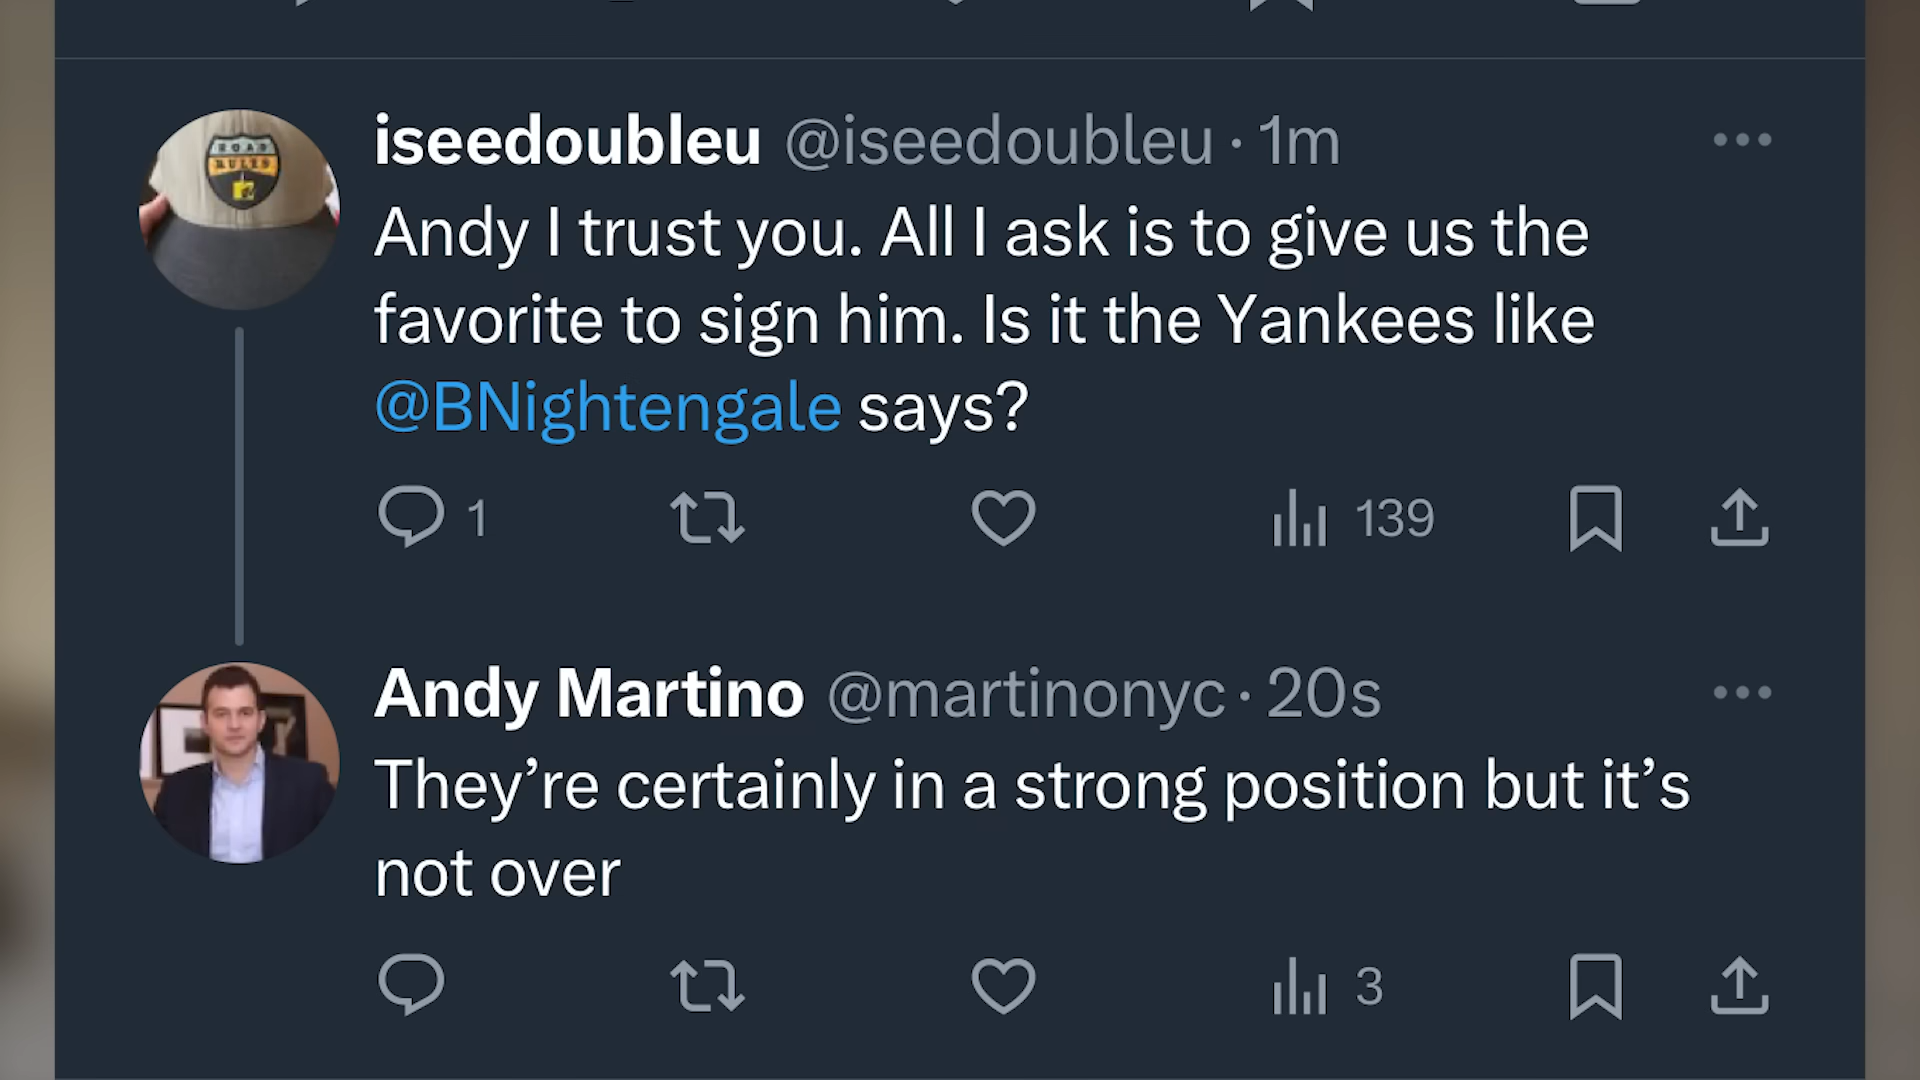 ROAD
RULES
iseedoubleu @iseedoubleu · 1m
Andy I trust you. All I ask is to give us the
favorite to sign him. Is it the Yankees like
@BNightengale says?
1 139
Andy Martino @martinonyc · 20s
They’re certainly in a strong position but it’s
not over
3